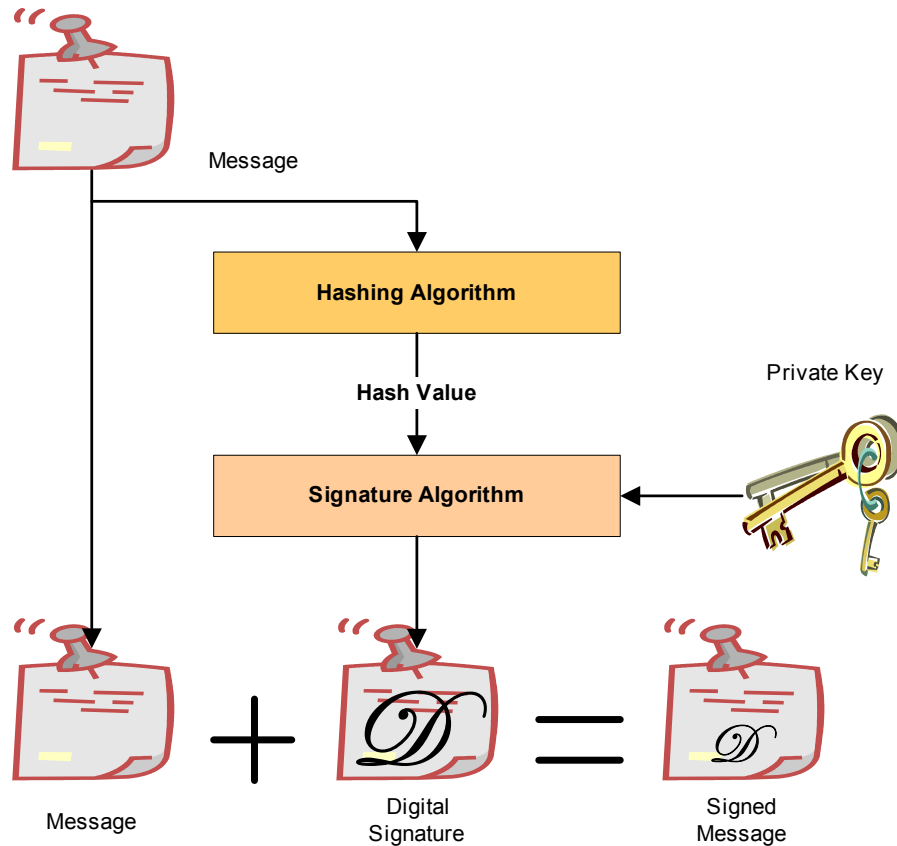 Message
Hashing Algorithm
Hash Value
Private Key
Signature Algorithm
D
D
Message
Digital
Signature
Signed
Message